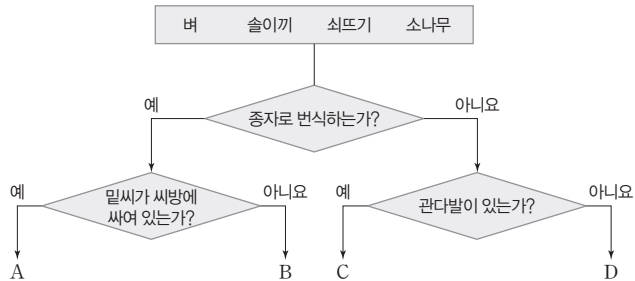 벼 솔이끼 쇠뜨기 소나무
예 아니요
종자로 번식하는가?
예 밑씨가 씨방에 아니요 예 관다발이 있는가? 아니요
싸여 있는가?
A B C D